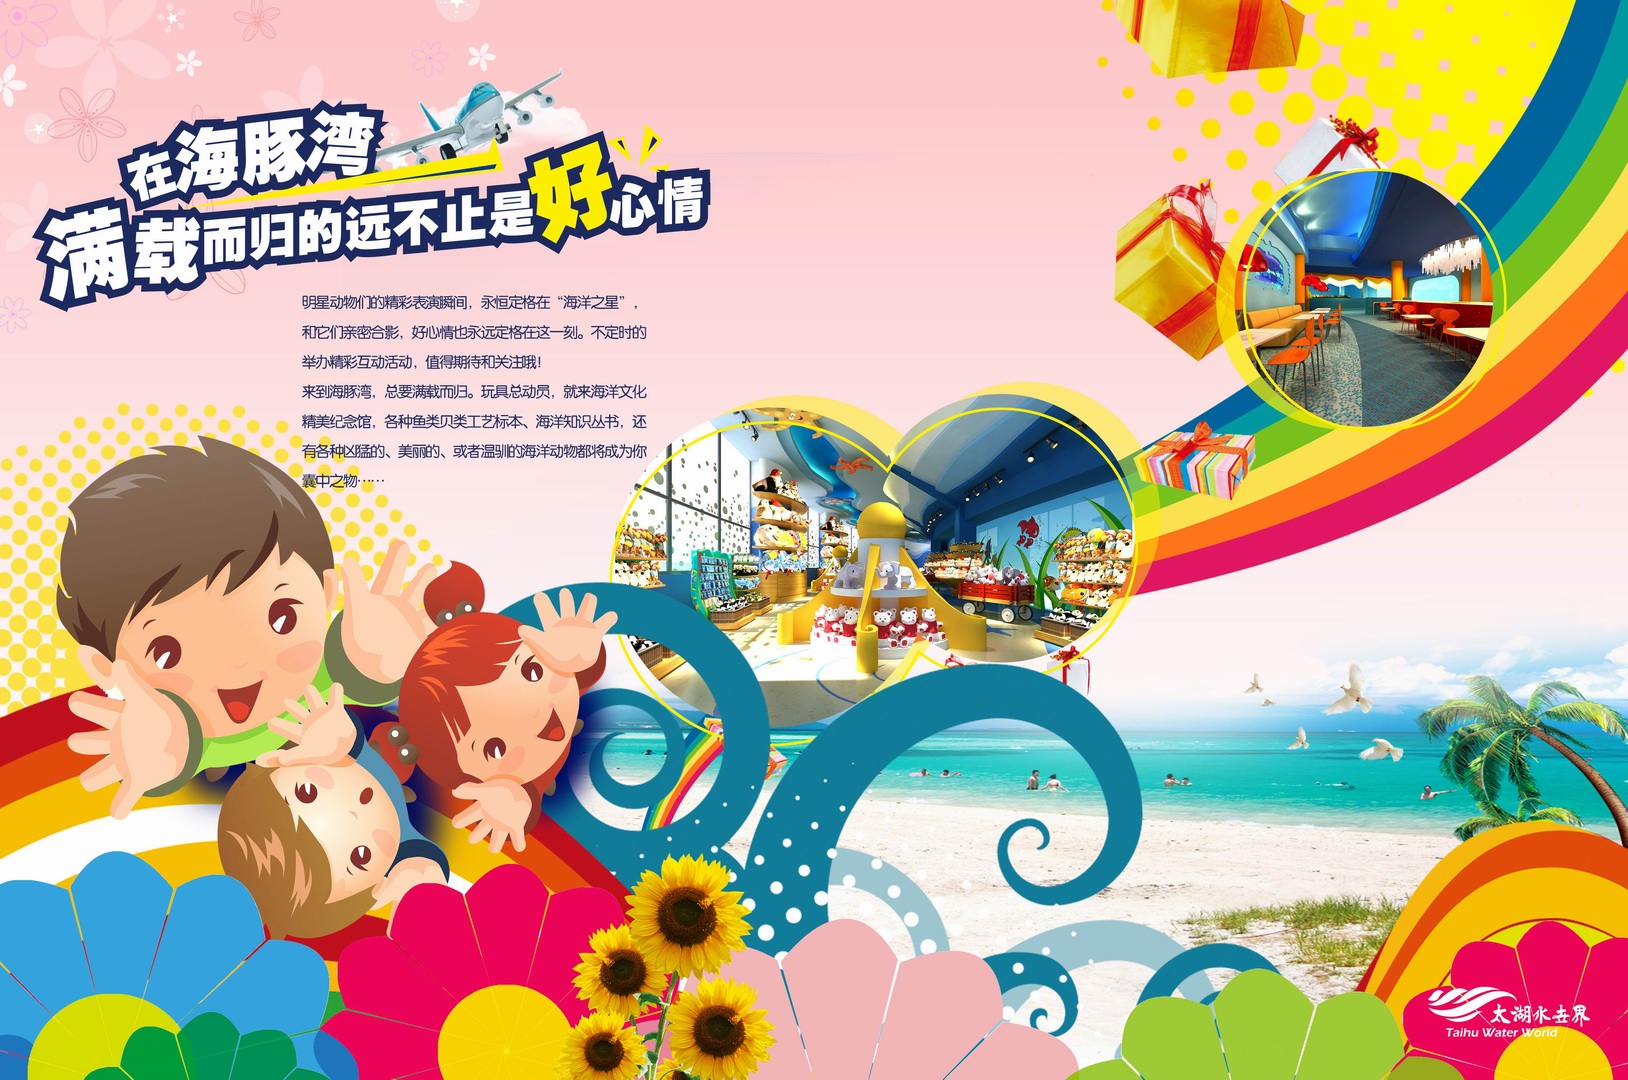 在海豚湾
满载而归的远不止是好心情
明星动物们的精彩表演瞬间，永恒定格在“海洋之星”，
和它们亲密合影，好心情也永远定格在这一刻。不定时的
举办精彩互动活动，值得期待和关注哦！
来到海豚湾，总要满载而归。玩具总动员，就来海洋文化
精美纪念馆，各种鱼类贝类工艺标本、海洋知识丛书，还
有各种凶猛的、美丽的、或者温驯的海洋动物都将成为你
囊中之物……
太湖水世界
Taihu Water World